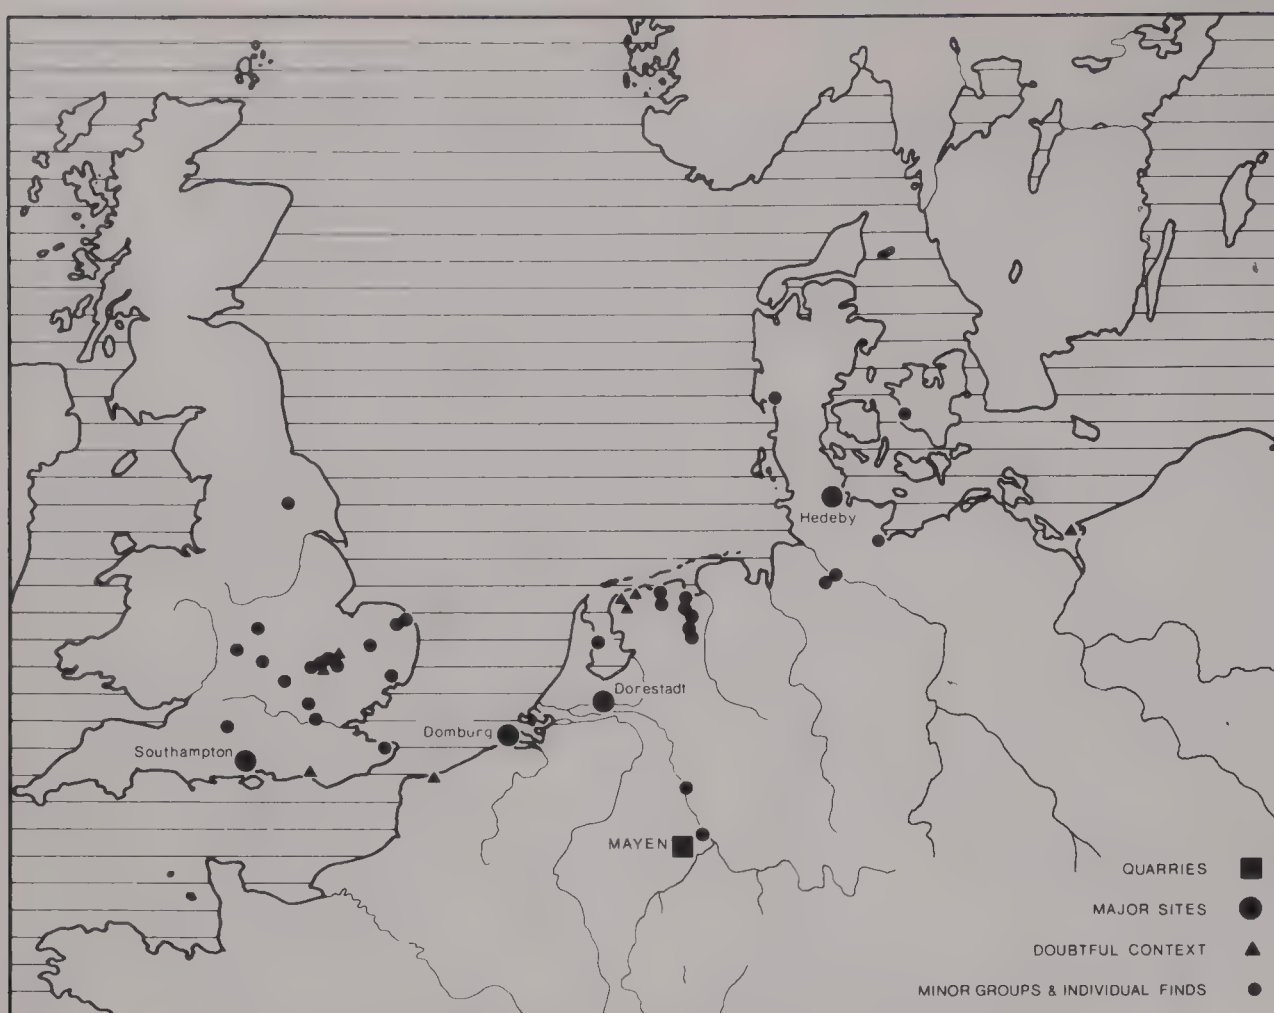 Hedeby
Dorestadt
Domburg
Southampton
MAYEN
QUARRIES
MAJOR SITES
DOUBTFUL CONTEXT
MINOR GROUPS & INDIVIDUAL FINDS